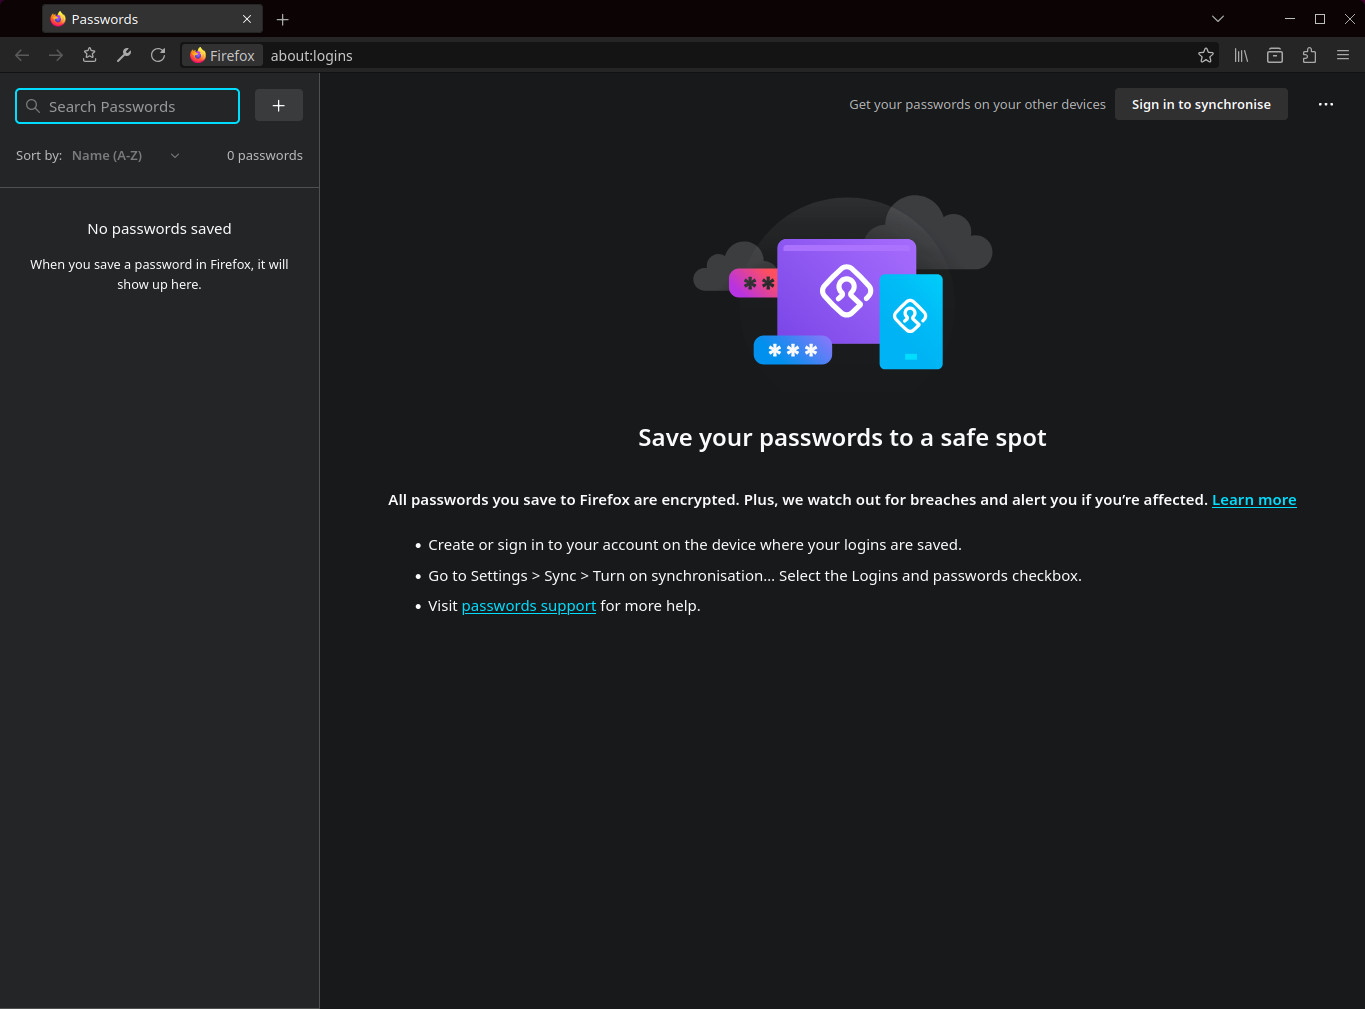 Passwords
Firefox
about:logins
Search Passwords
Get your passwords on your other devices
Sign in to synchronise
Sort by: Name (A-Z)
0 passwords
No passwords saved
When you save a password in Firefox, it will
show up here.
***
***
Save your passwords to a safe spot
All passwords you save to Firefox are encrypted. Plus, we watch out for breaches and alert you if you’re affected. Learn more
• Create or sign in to your account on the device where your logins are saved.
• Go to Settings > Sync > Turn on synchronisation… Select the Logins and passwords checkbox.
• Visit passwords support for more help.